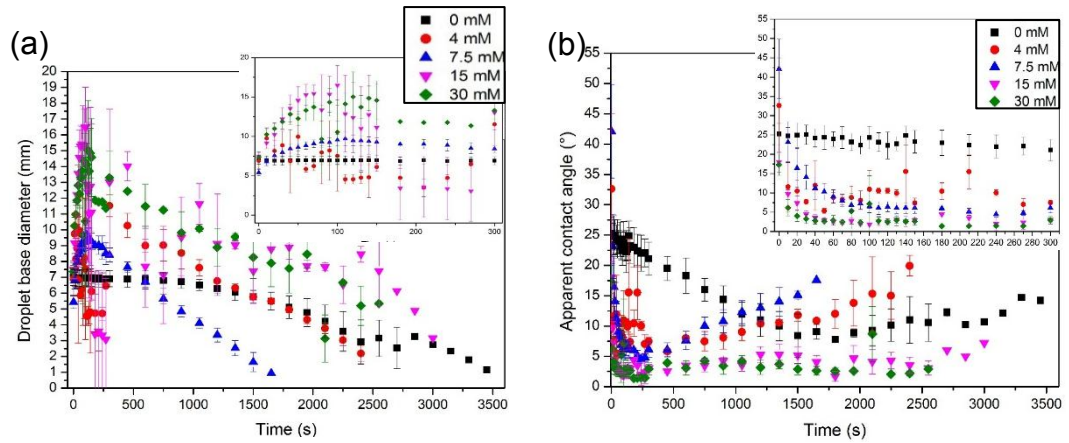 (a)
0 mM
4 mM
7.5 mM
15 mM
30 mM
Droplet base diameter (mm)
20
19
18
17
16
15
14
13
12
11
10
9
8
7
6
5
4
3
2
1
0
0 500 1000 1500 2000 2500 3000 3500
Time (s)
20
15
10
5
0
0 50 100 150 200 250 300
(b)
0 mM
4 mM
7.5 mM
15 mM
30 mM
Apparent contact angle (°)
55
50
45
40
35
30
25
20
15
10
5
0
0 500 1000 1500 2000 2500 3000 3500
Time (s)
55
50
45
40
35
30
25
20
15
10
5
0
0 20 40 60 80 100 120 140 160 180 200 220 240 260 280 300